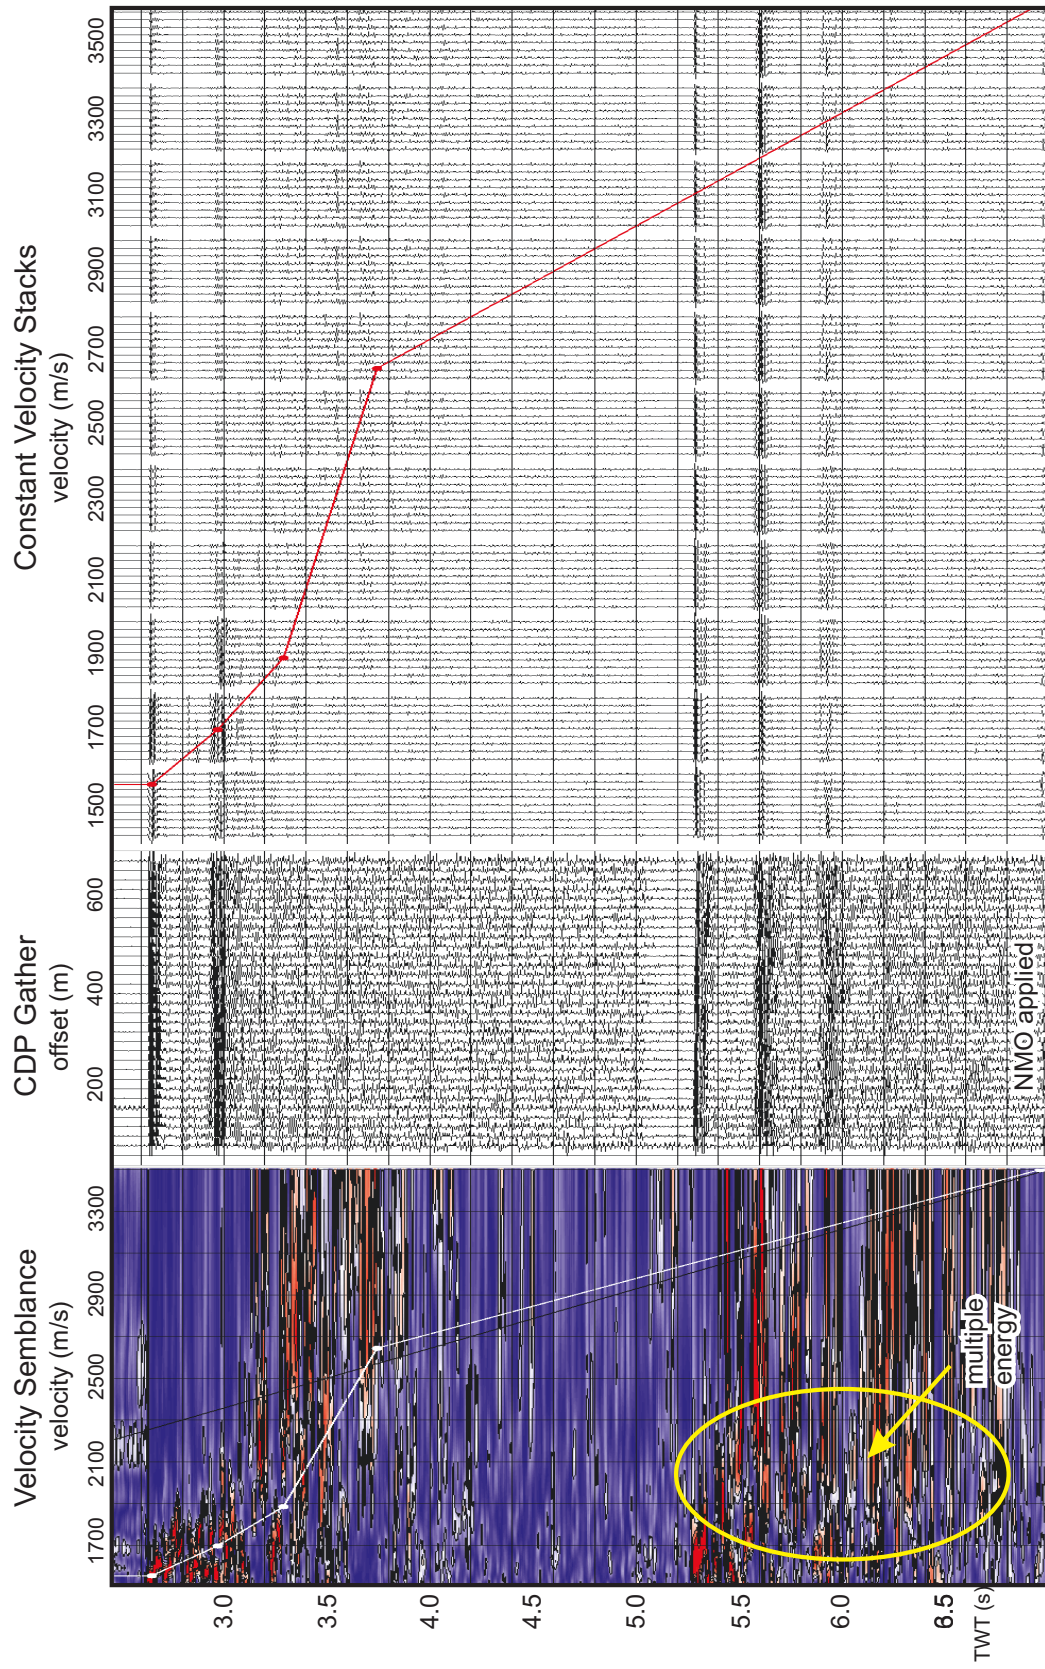 Velocity Semblance
velocity (m/s)
1700
2100
2500
2800
3300
CDP Gather
offset (m)
200
400
600
Constant Velocity Stacks
velocity (m/s)
1500
1700
1900
2100
2300
2500
2700
2900
3100
3300
3500
3.0
3.5
4.0
4.5
5.0
5.5
6.0
6.5
TWT (s)
multiple
energy
NMO applied